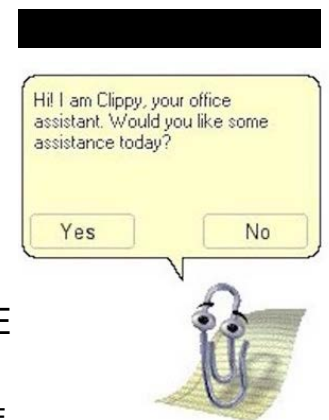 Hi! I am Clippy, your office
assistant. Would you like some
assistance today?
Yes
No
E